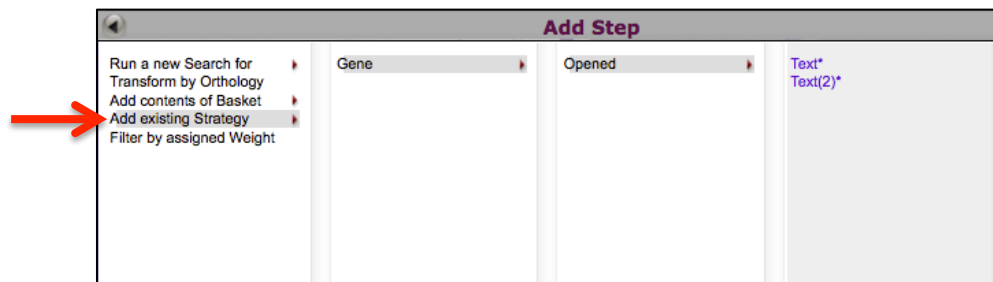 Add Step
Run a new Search for
Transform by Orthology
Add contents of Basket
Add existing Strategy
Filter by assigned Weight
Gene
Opened
Text*
Text(2)*